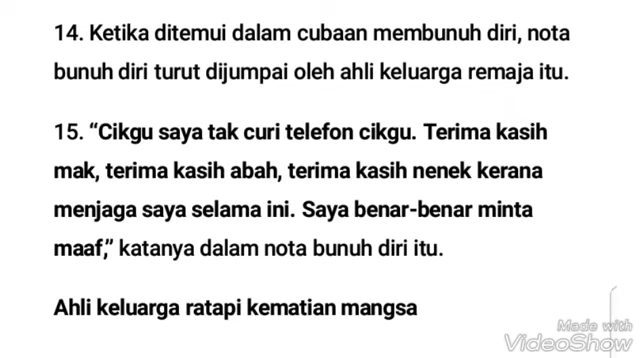 14. Ketika ditemui dalam cubaan membunuh diri, nota
bunuh diri turut dijumpai oleh ahli keluarga remaja itu.
15. “Cikgu saya tak curi telefon cikgu. Terima kasih
mak, terima kasih abah, terima kasih nenek kerana
menjaga saya selama ini. Saya benar-benar minta
maaf,” katanya dalam nota bunuh diri itu.
Ahli keluarga ratapi kematian mangsa
Made with
VideoShow